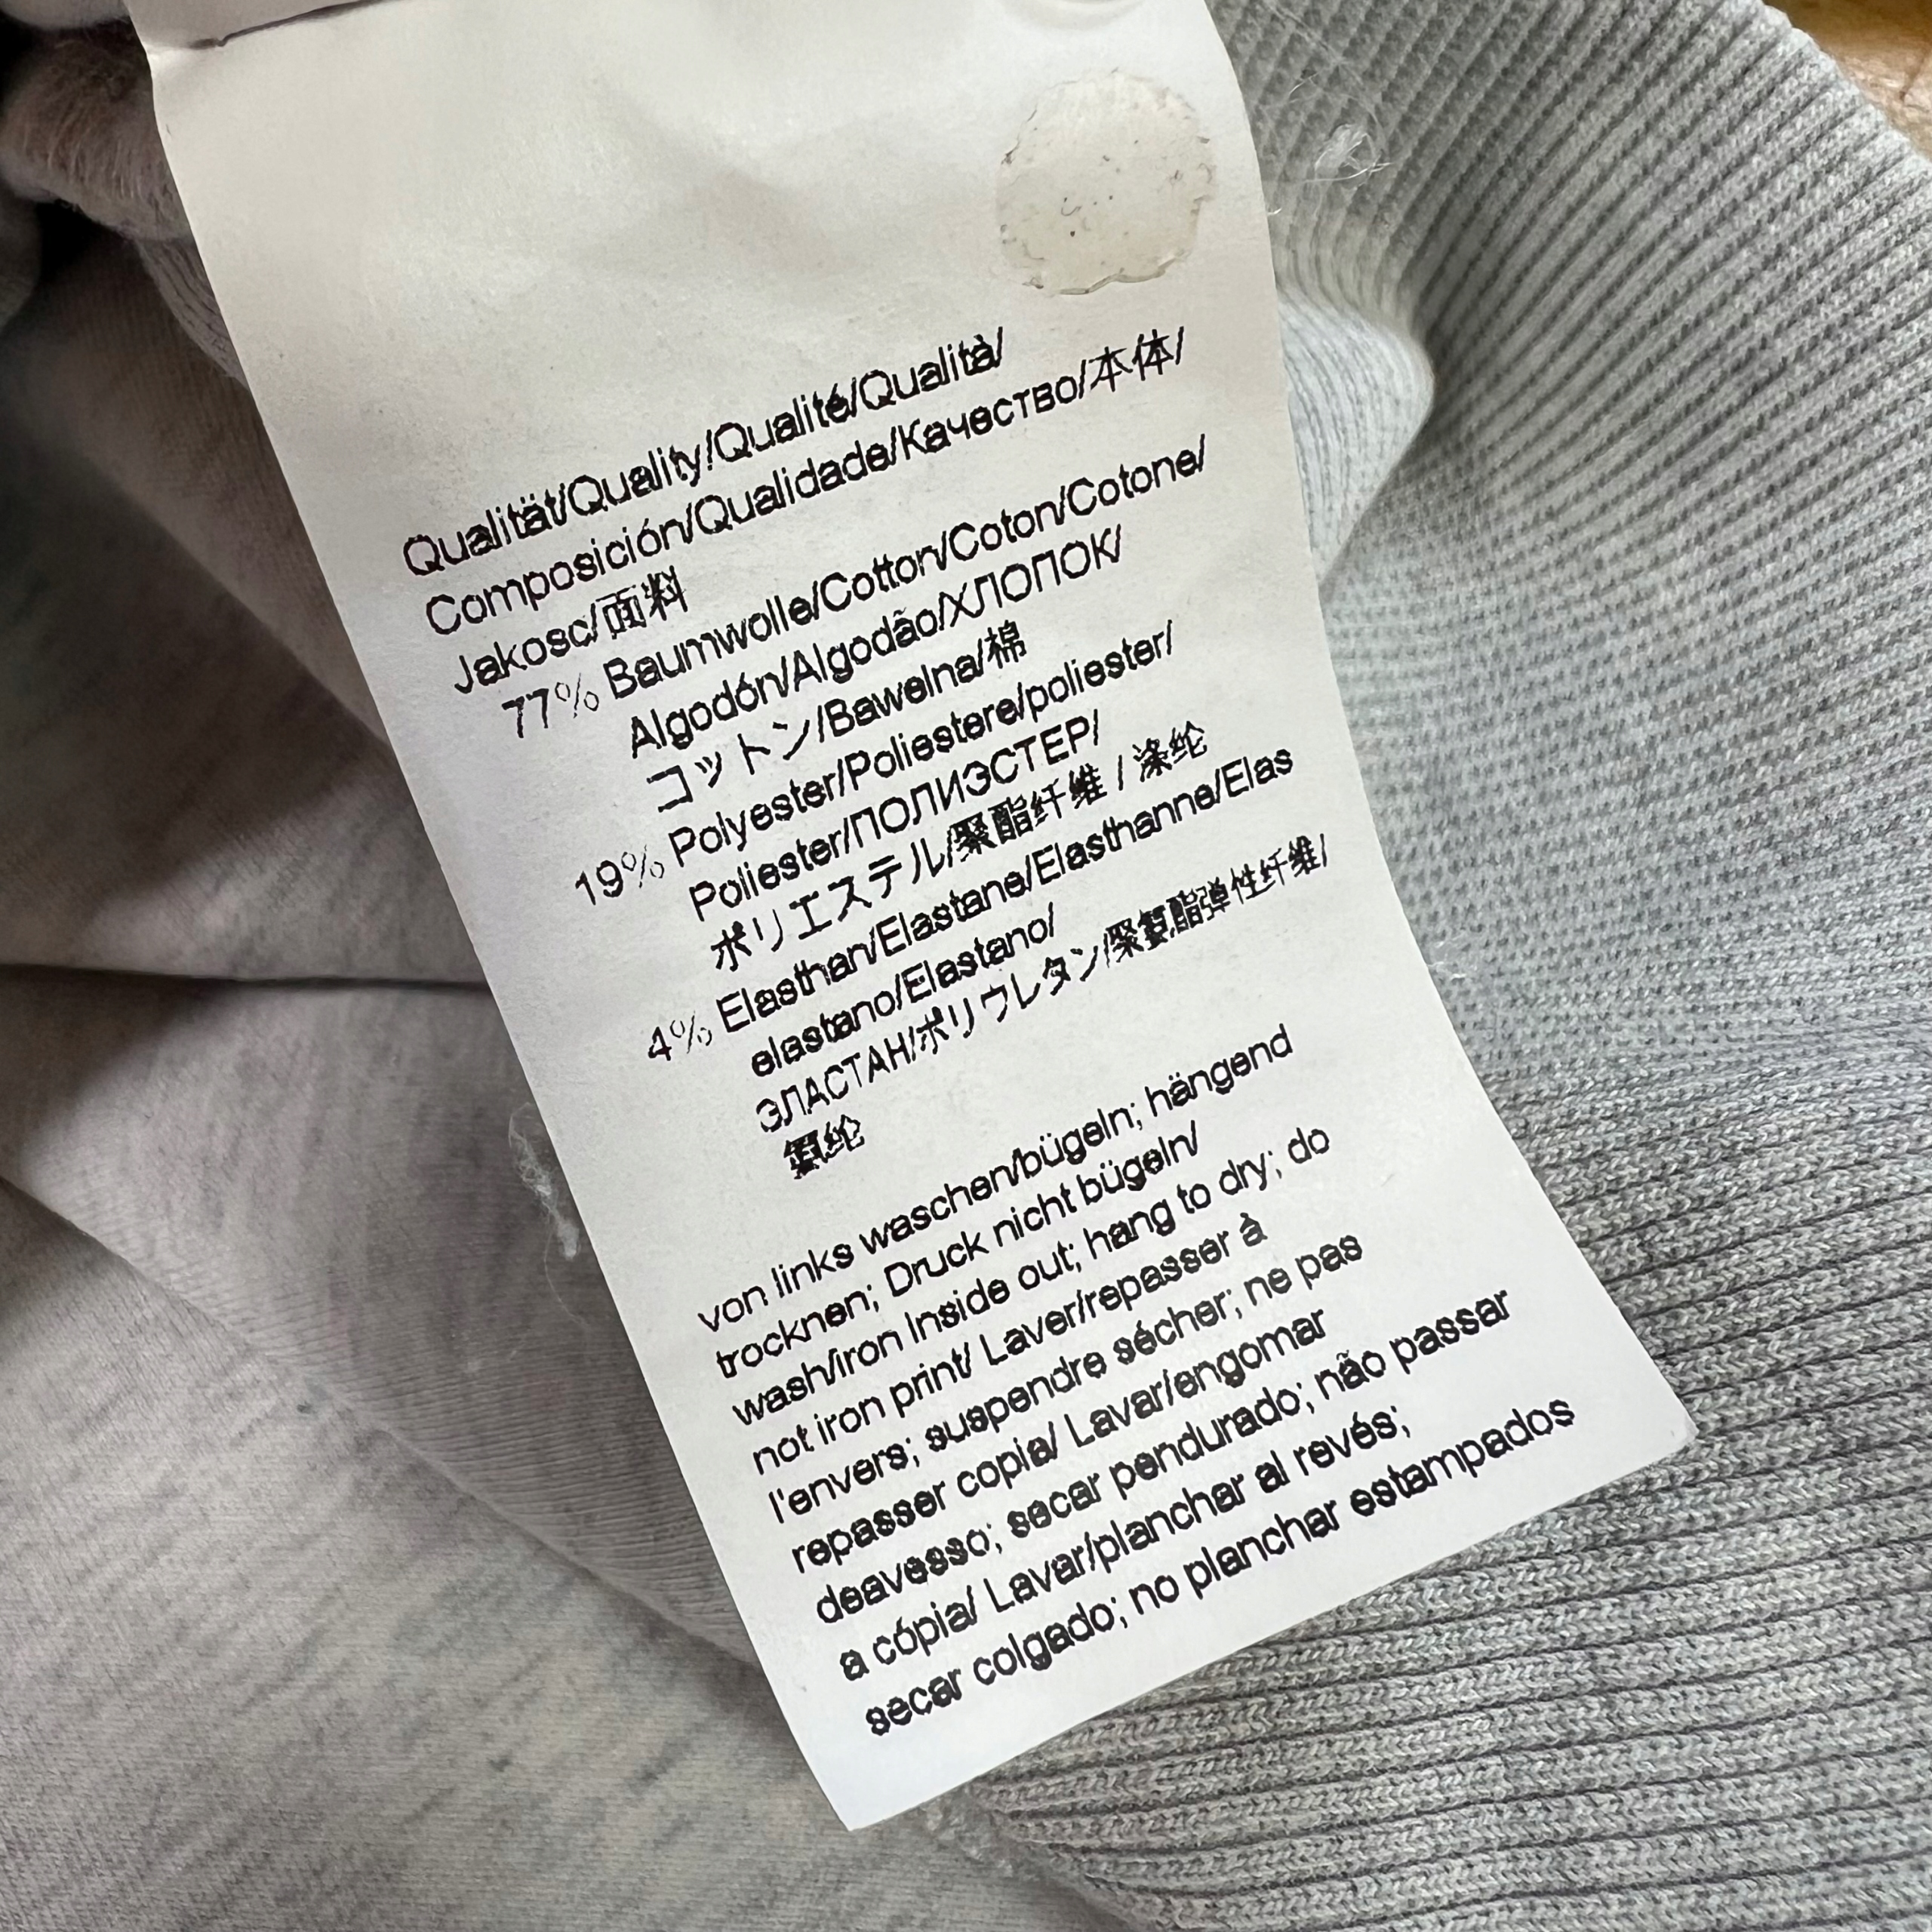 Qualität/Quality/Qualité/Qualità/
Composición/Qualidade/Качество/本体/
Jakosc/面料
77% Baumwolle/Cotton/Coton/Cotone/
Algodón/Algodão/ХЛОПОК/
コットン/Bawelna/棉
19% Polyester/Poliestere/poliester/
Poliester/ПОЛИЭСТЕР/
ポリエステル/聚酯纤维 / 涤纶
4% Elasthan/Elastane/Elasthanne/Elas
elastano/Elastano/
ЭЛАСТАН/ポリウレタン/聚氨酯弹性纤维/
氨纶
von links waschen/bügeln; hängend
trocknen; Druck nicht bügeln/
wash/iron Inside out; hang to dry; do
not iron print/ Laver/repasser à
l'envers; suspendre sécher; ne pas
repasser copia/ Lavar/engomar
deavesso; secar pendurado; não passar
a cópia/ Lavar/planchar al revés;
secar colgado; no planchar estampados